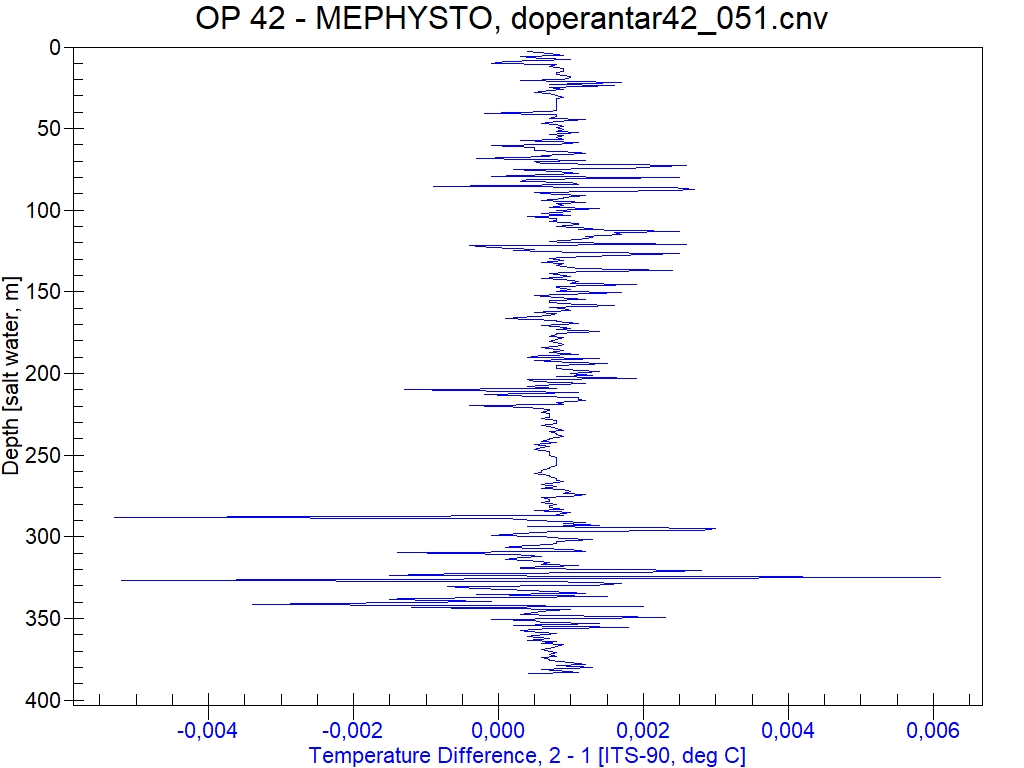 OP 42 - MEPHYSTO, doperantar42_051.cnv
0
50
100
150
200
250
300
350
400
Depth [salt water, m]
-0,004 -0,002 0,000 0,002 0,004 0,006
Temperature Difference, 2 - 1 [ITS-90, deg C]